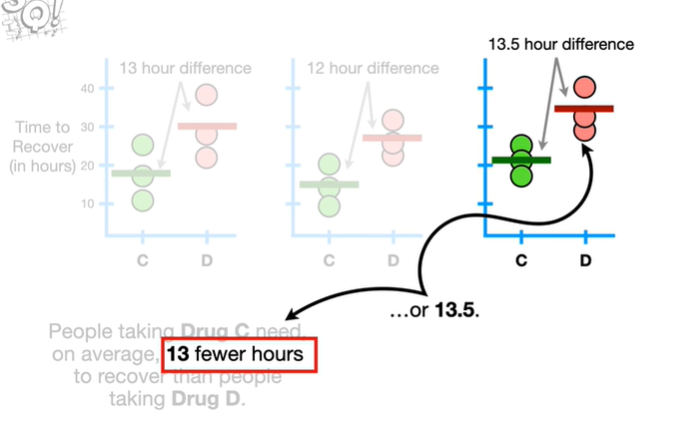 SQ!
13.5 hour difference
13 hour difference
12 hour difference
40
30
20
10
Time to
Recover
(in hours)
C
D
C
D
C
D
…or 13.5.
People taking Drug C need,
on average, 13 fewer hours
to recover than people
taking Drug D.